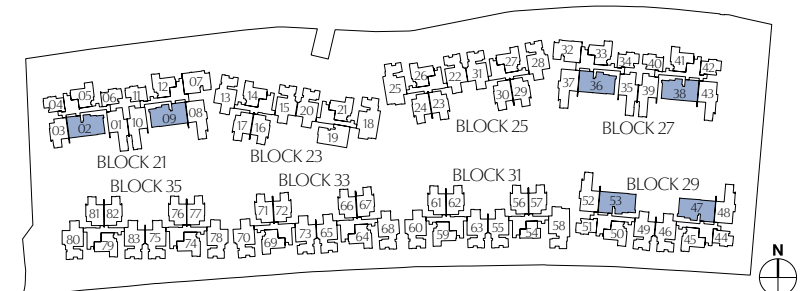 04 05 06 11 12 07
03 02 01 10 09 08
BLOCK 21
13 14 15 20 21 18
17 16 19
BLOCK 23
25 26 22 31 27 28
24 23 30 29
BLOCK 25
32 33 34 40 41 42
37 36 35 39 38 43
BLOCK 27
BLOCK 35
81 82 76 77
80 79 83 75 74 78
BLOCK 33
71 72 66 67
70 69 73 65 64 68
BLOCK 31
61 62 56 57
60 59 63 55 54 58
BLOCK 29
52 53 47 48
51 50 49 46 45 44
N